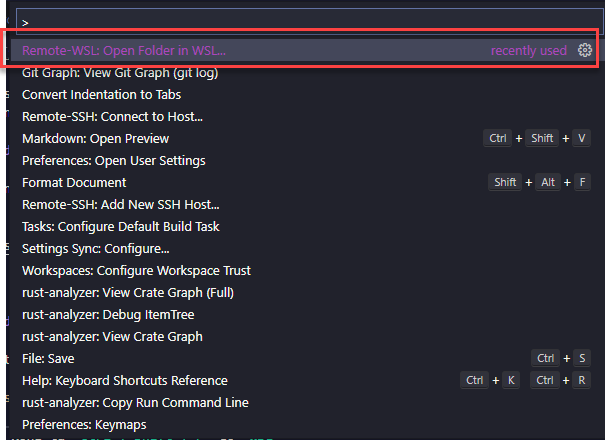 >
Remote-WSL: Open Folder in WSL... recently used
Git Graph: View Git Graph (git log)
Convert Indentation to Tabs
Remote-SSH: Connect to Host...
Markdown: Open Preview Ctrl + Shift + V
Preferences: Open User Settings
Format Document Shift + Alt + F
Remote-SSH: Add New SSH Host...
Tasks: Configure Default Build Task
Settings Sync: Configure...
Workspaces: Configure Workspace Trust
rust-analyzer: View Crate Graph (Full)
rust-analyzer: Debug ItemTree
rust-analyzer: View Crate Graph
File: Save Ctrl + S
Help: Keyboard Shortcuts Reference Ctrl + K Ctrl + R
rust-analyzer: Copy Run Command Line
Preferences: Keymaps